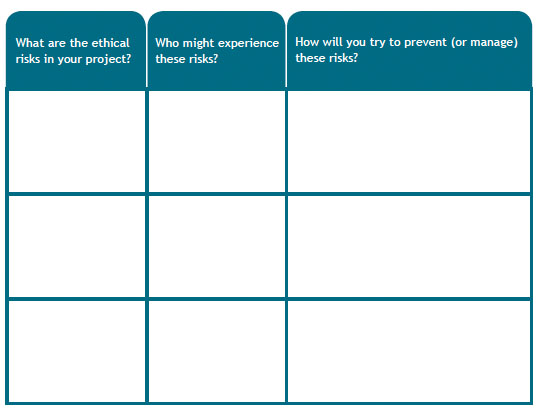 What are the ethical
risks in your project?
Who might experience
these risks?
How will you try to prevent (or manage)
these risks?